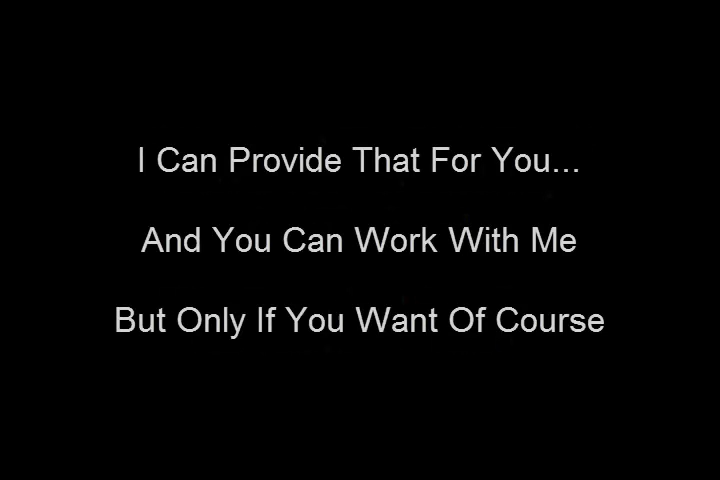 I Can Provide That For You...
And You Can Work With Me
But Only If You Want Of Course